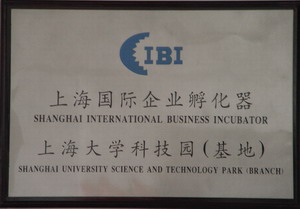 IBI
上海国际企业孵化器
SHANGHAI INTERNATIONAL BUSINESS INCUBATOR
上海大学科技园(基地)
SHANGHAI UNIVERSITY SCIENCE AND TECHNOLOGY PARK (BRANCH)